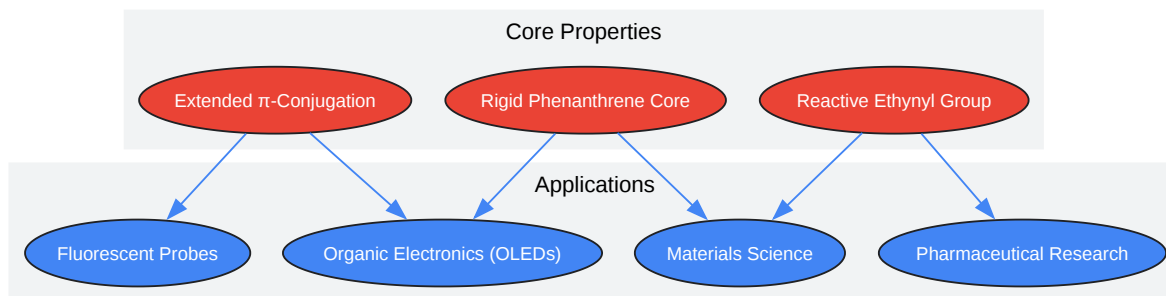 Core Properties
Extended π-Conjugation
Rigid Phenanthrene Core
Reactive Ethynyl Group
Applications
Fluorescent Probes
Organic Electronics (OLEDs)
Materials Science
Pharmaceutical Research